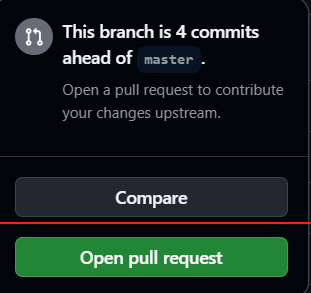 This branch is 4 commits
ahead of master.
Open a pull request to contribute
your changes upstream.
Compare
Open pull request